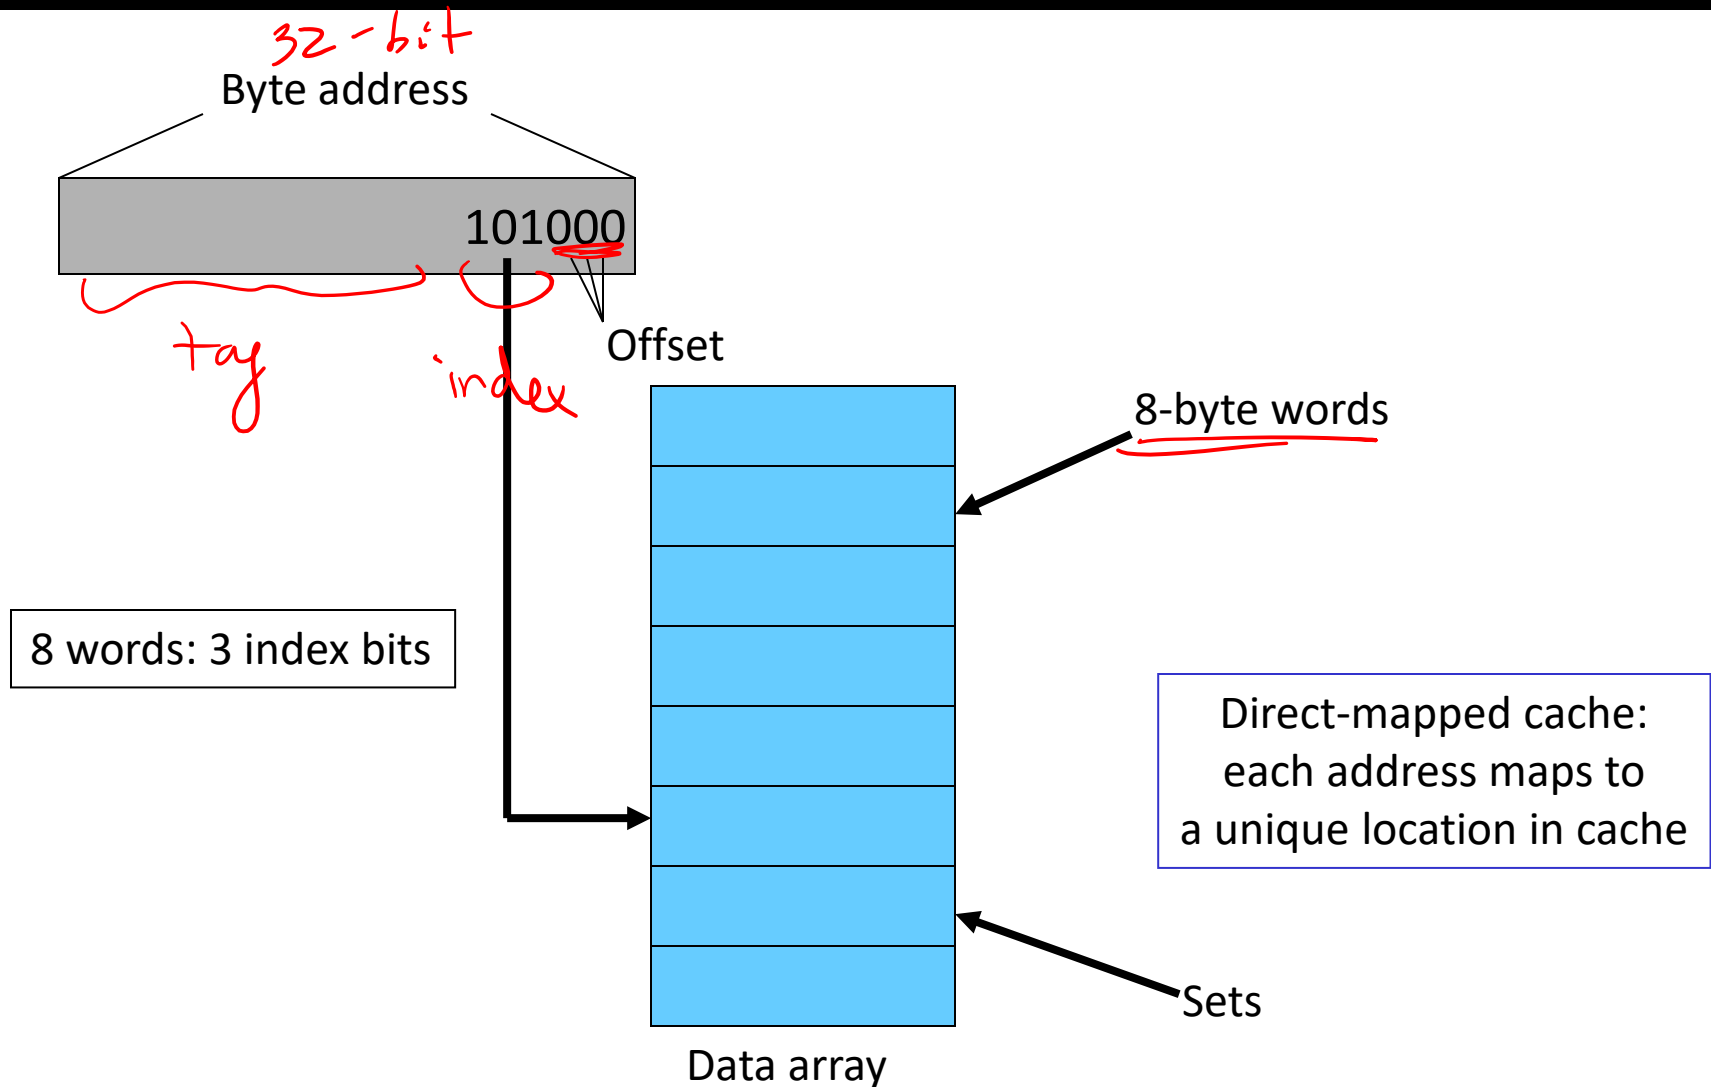 32-bit
Byte address
101000
tag
index
Offset
8-byte words
8 words: 3 index bits
Direct-mapped cache:
each address maps to
a unique location in cache
Sets
Data array